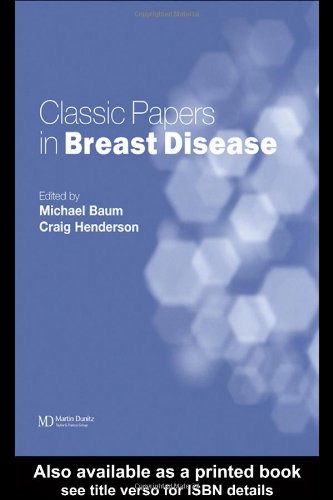 Classic Papers
in Breast Disease
Edited by
Michael Baum
Craig Henderson
MD Martin Dunitz
Taylor & Francis Group
Also available as a printed book
see title verso for ISBN details